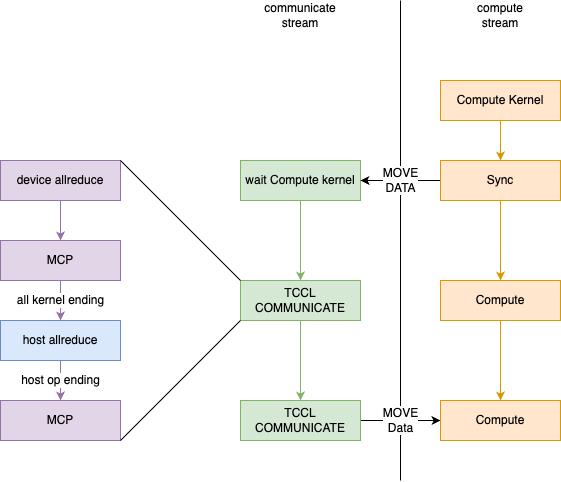 communicate
stream
compute
stream
Compute Kernel
device allreduce
wait Compute kernel
MOVE
DATA
Sync
MCP
all kernel ending
TCCL
COMMUNICATE
Compute
host allreduce
host op ending
MCP
TCCL
COMMUNICATE
MOVE
Data
Compute